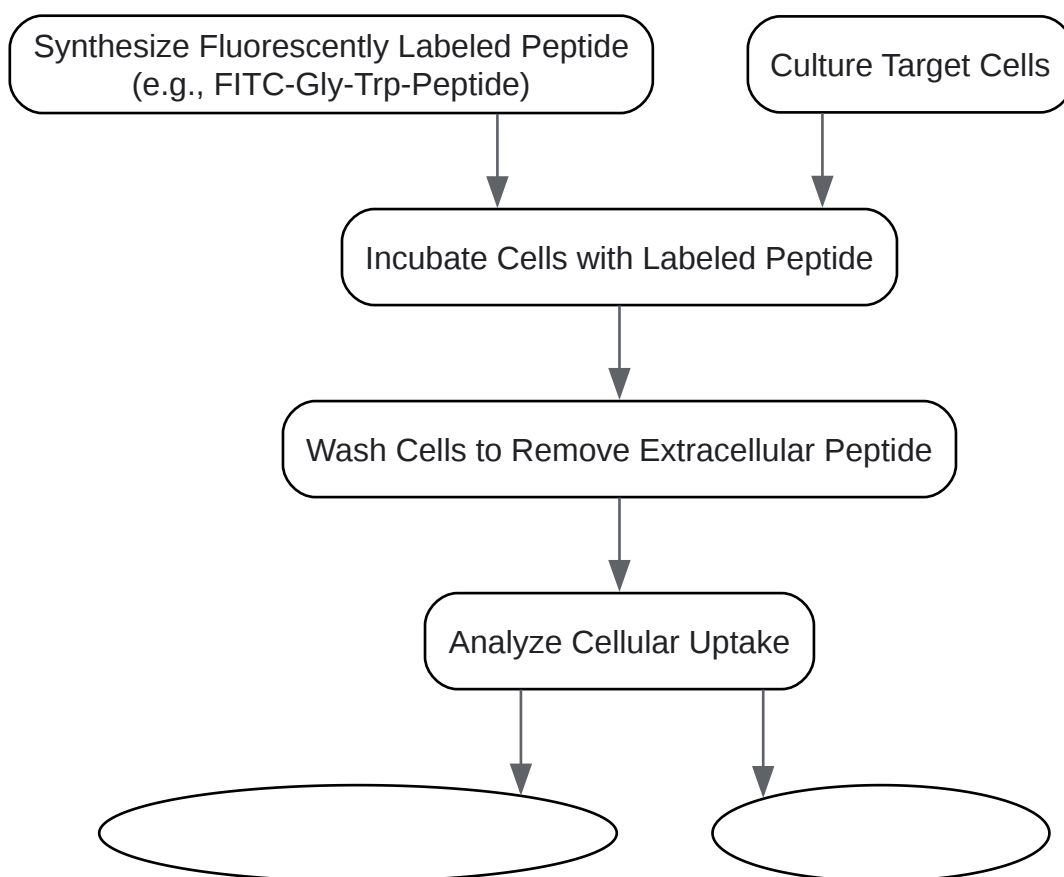 Synthesize Fluorescently Labeled Peptide
(e.g., FITC-Gly-Trp-Peptide)
Culture Target Cells
Incubate Cells with Labeled Peptide
Wash Cells to Remove Extracellular Peptide
Analyze Cellular Uptake